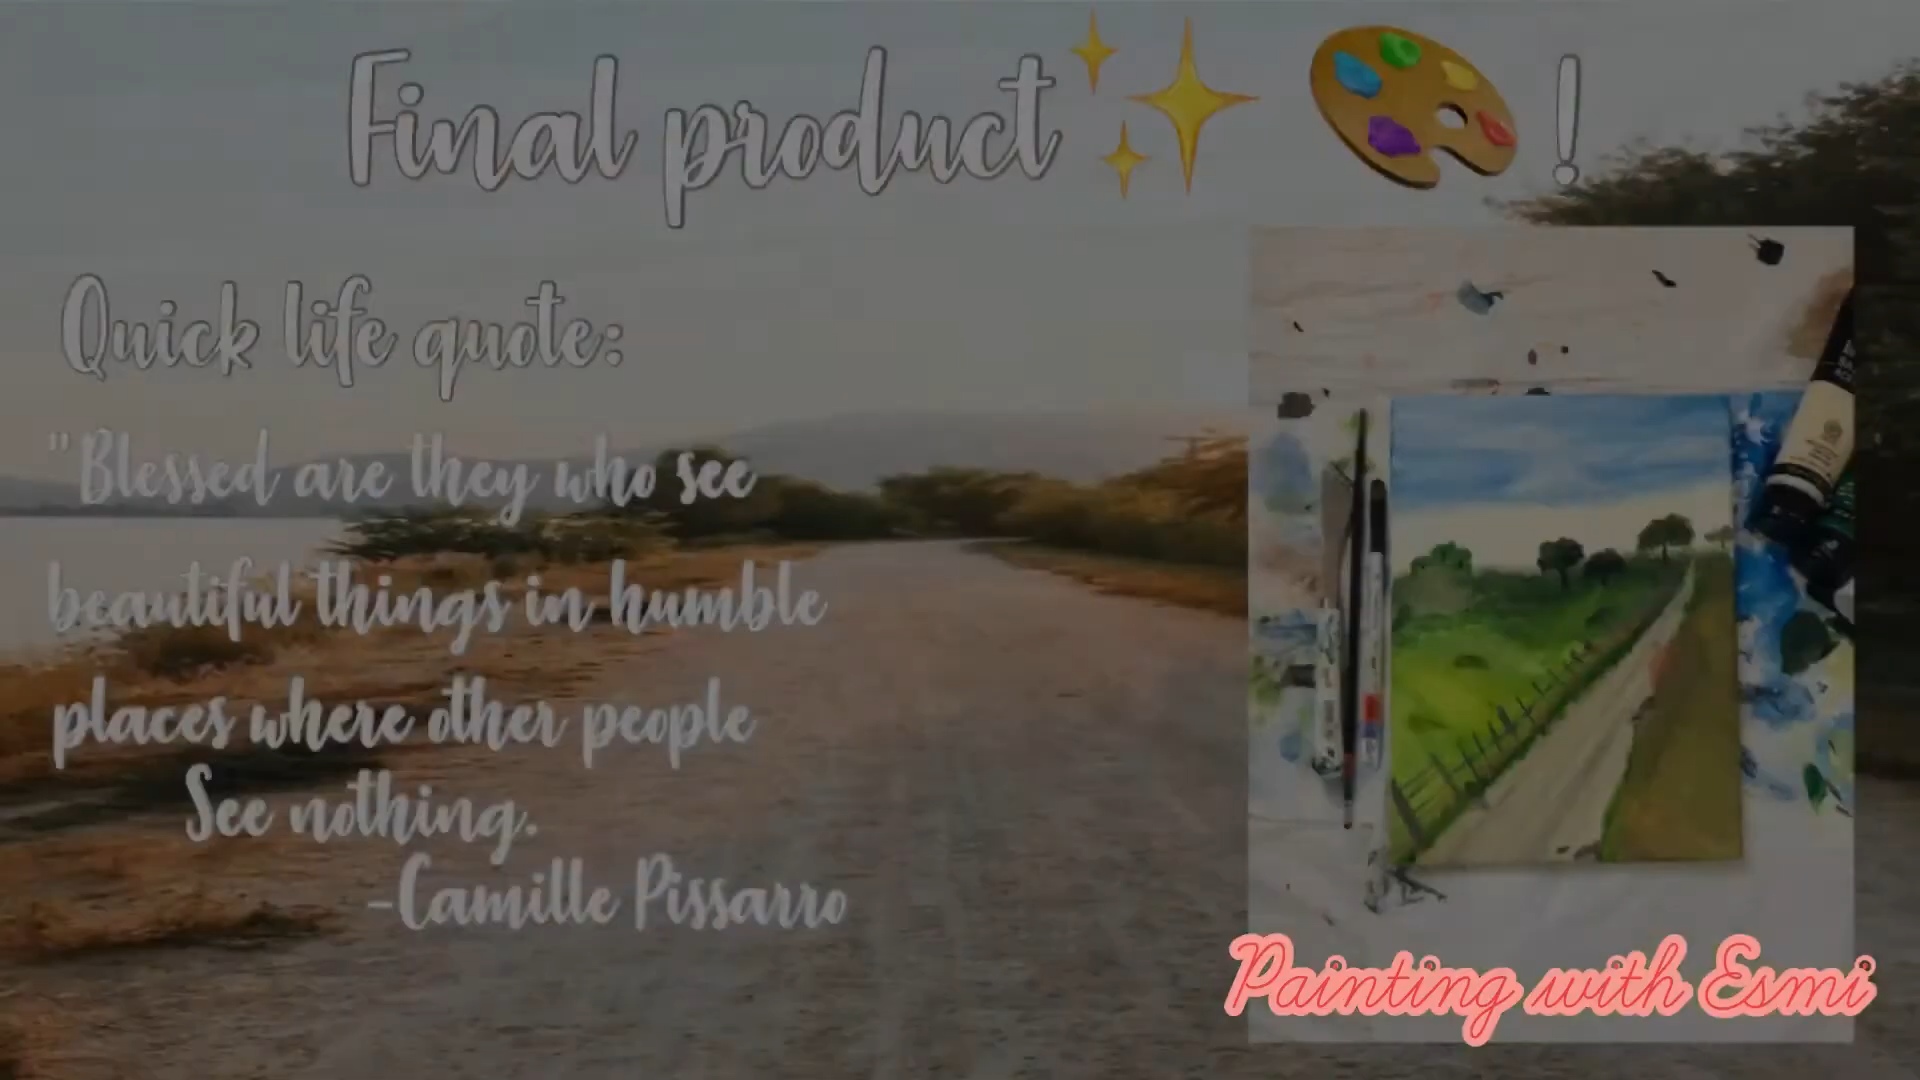 Final product✨🎨!
Quick life quote:
"Blessed are they who see
beautiful things in humble
places where other people
See nothing.
-Camille Pissarro
Painting with Esmi